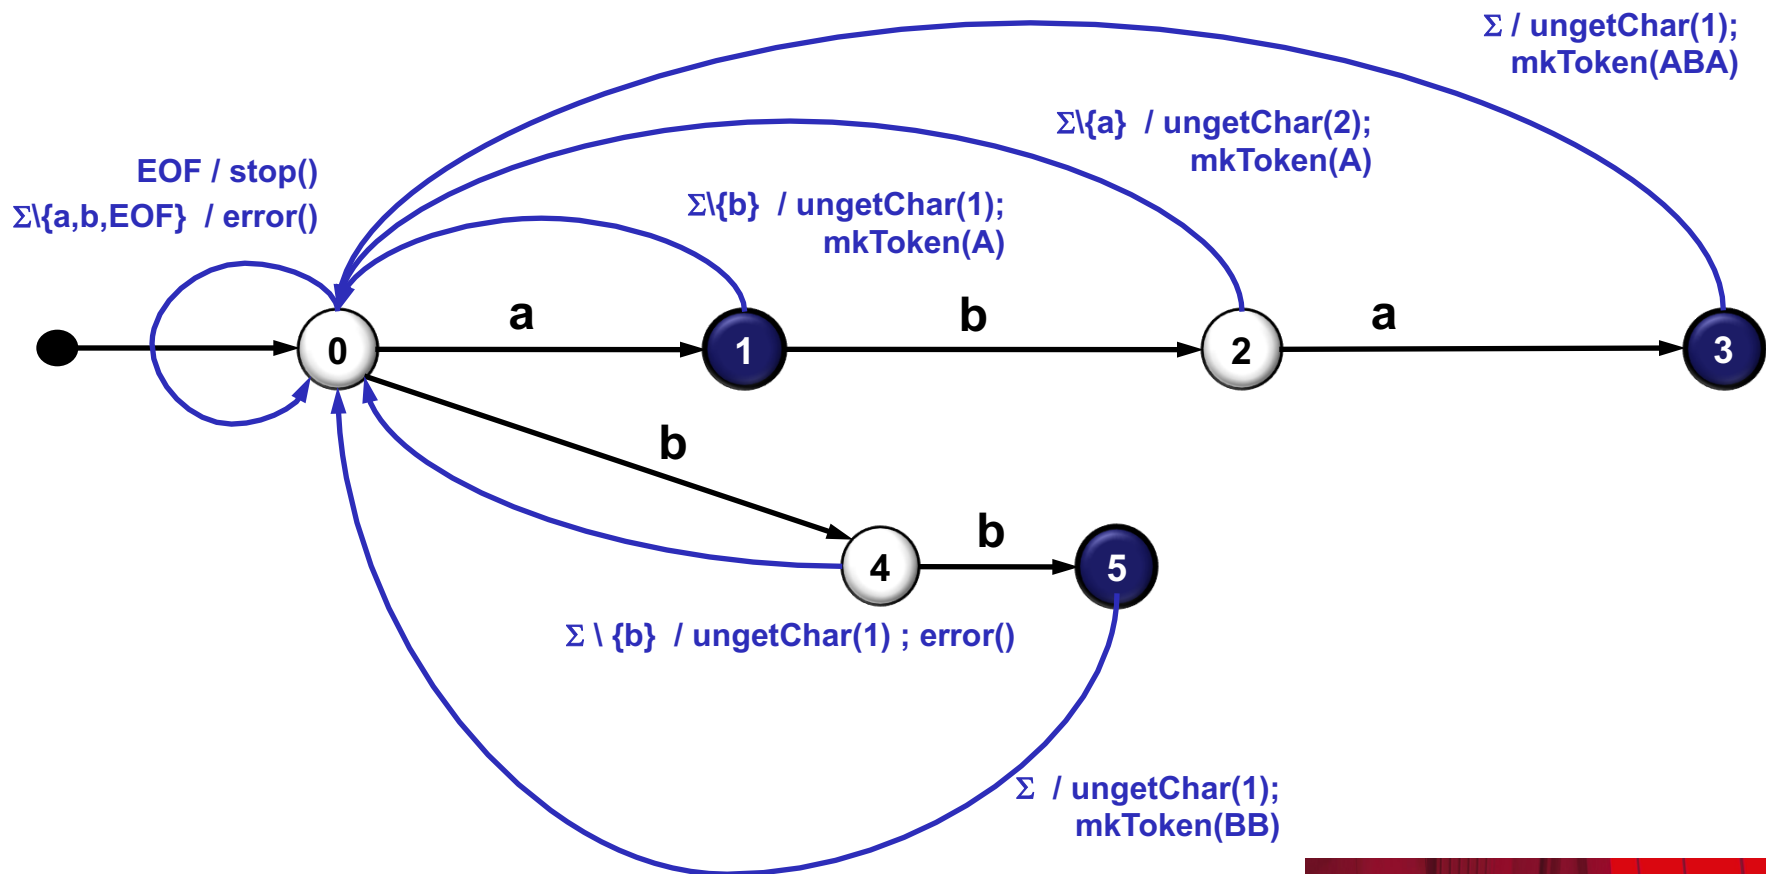 Σ / ungetChar(1);
mkToken(ABA)
Σ\{a} / ungetChar(2);
mkToken(A)
EOF / stop()
Σ\{a,b,EOF} / error()
Σ\{b} / ungetChar(1);
mkToken(A)
a
b
a
0
1
2
3
b
b
4
5
Σ \ {b} / ungetChar(1) ; error()
Σ / ungetChar(1);
mkToken(BB)